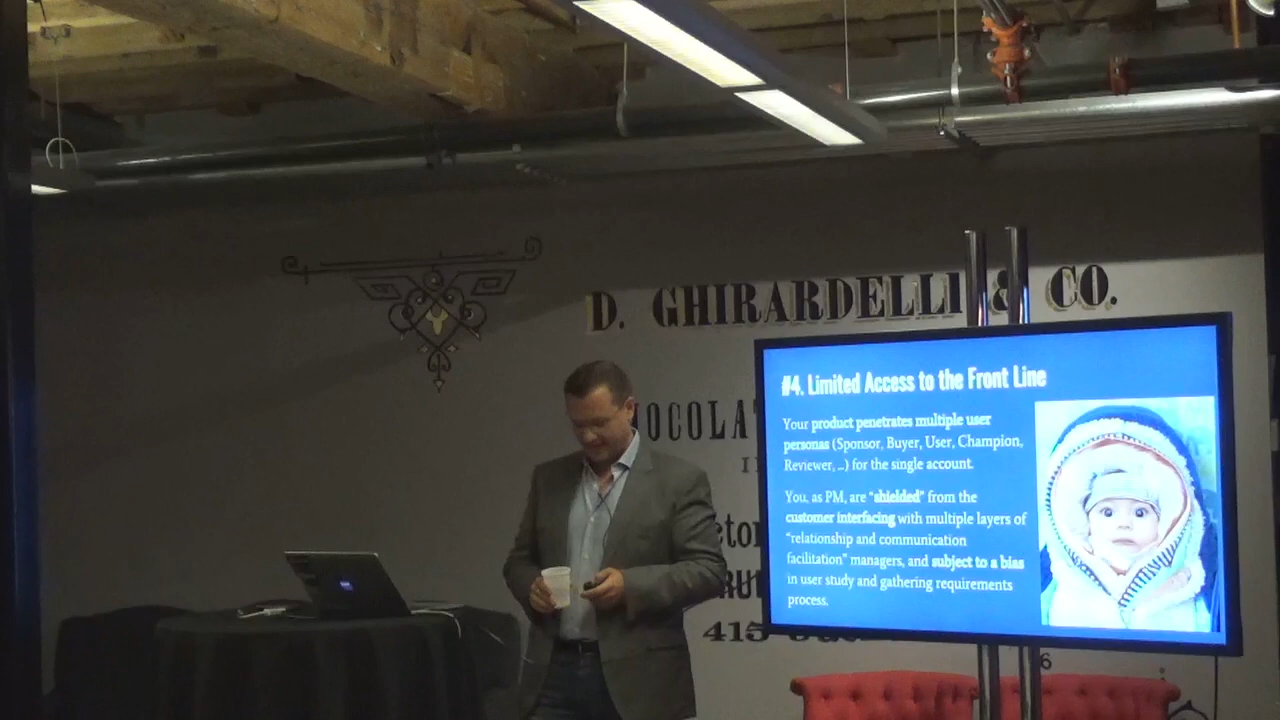 D. GHIRARDELLI & CO.
#4. Limited Access to the Front Line
Your product penetrates multiple user
personas (Sponsor, Buyer, User, Champion,
Reviewer, ...) for the single account.
You, as PM, are "shielded" from the
customer interfacing with multiple layers of
"relationship and communication
facilitation" managers, and subject to a bias
in user study and gathering requirements
process.
415